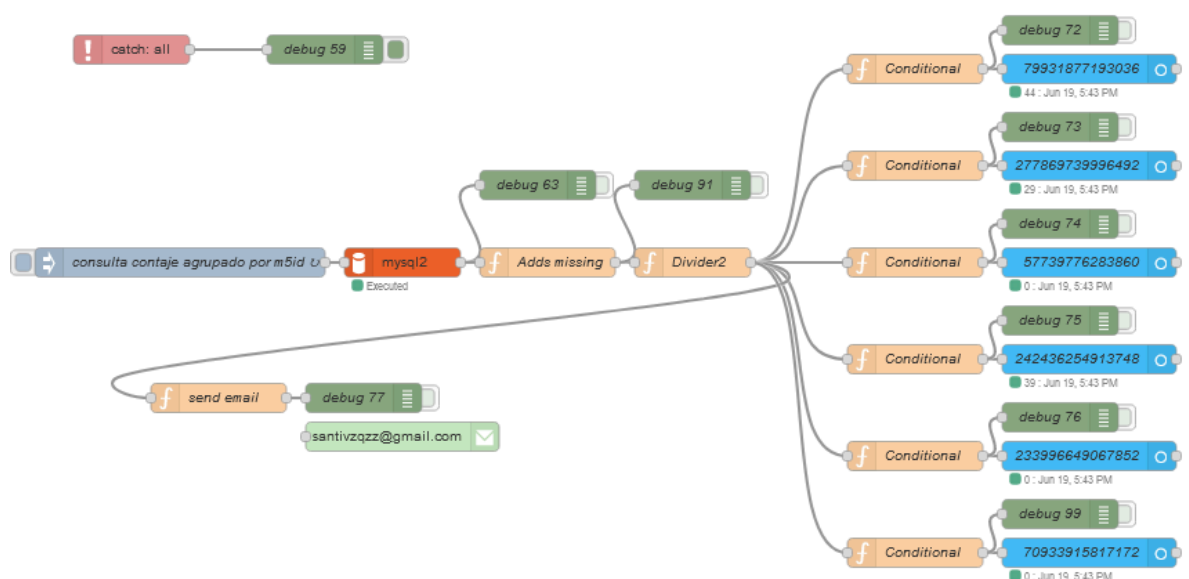 catch: all
debug 59
debug 72
Conditional
79931877193036
44 : Jun 19, 5:43 PM
debug 73
Conditional
277869739996492
29 : Jun 19, 5:43 PM
debug 63
debug 91
debug 74
consulta contaje agrupado por m5id ↻
mysql2
Executed
Adds missing
Divider2
Conditional
57739776283860
0 : Jun 19, 5:43 PM
debug 75
Conditional
242436254913748
39 : Jun 19, 5:43 PM
send email
debug 77
santivzqzz@gmail.com
debug 76
Conditional
233996649067852
0 : Jun 19, 5:43 PM
debug 99
Conditional
70933915817172
0 : Jun 19, 5:43 PM